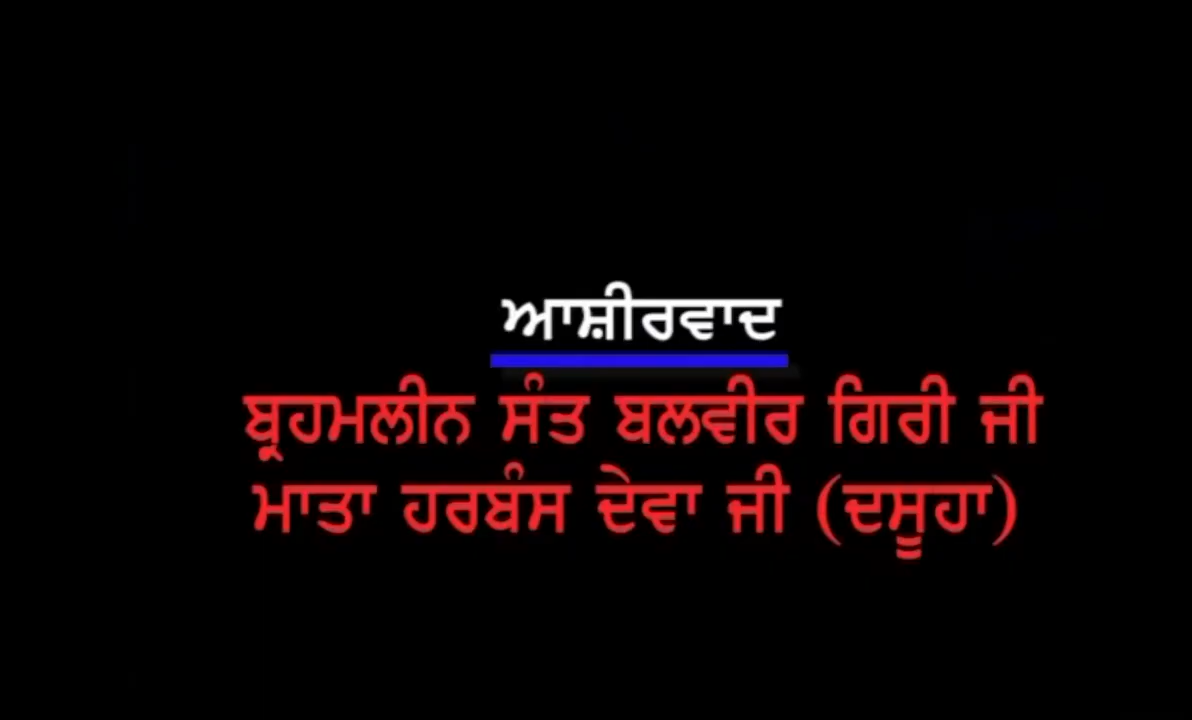 ਆਸ਼ੀਰਵਾਦ
ਬ੍ਰਹਮਲੀਨ ਸੰਤ ਬਲਵੀਰ ਗਿਰੀ ਜੀ
ਮਾਤਾ ਹਰਬੰਸ ਦੇਵਾ ਜੀ (ਦਸੂਹਾ)